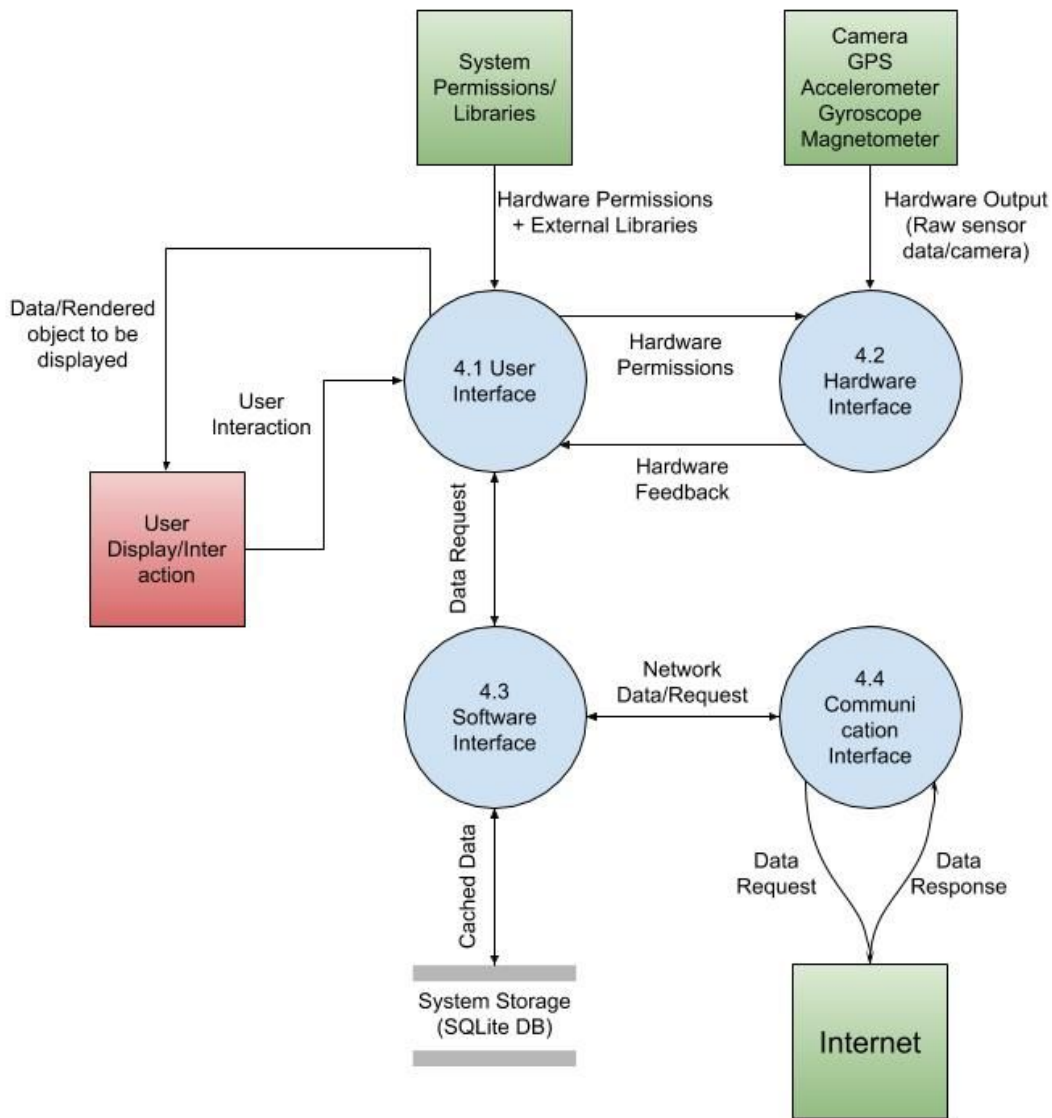 System
Permissions/
Libraries
Camera
GPS
Accelerometer
Gyroscope
Magnetometer
Hardware Permissions
+ External Libraries
Hardware Output
(Raw sensor
data/camera)
Data/Rendered
object to be
displayed
User
Interaction
4.1 User
Interface
Hardware
Permissions
4.2
Hardware
Interface
Hardware
Feedback
User
Display/Inter
action
Data Request
4.3
Software
Interface
Network
Data/Request
4.4
Communi
cation
Interface
Cached Data
Data
Request
Data
Response
System Storage
(SQLite DB)
Internet